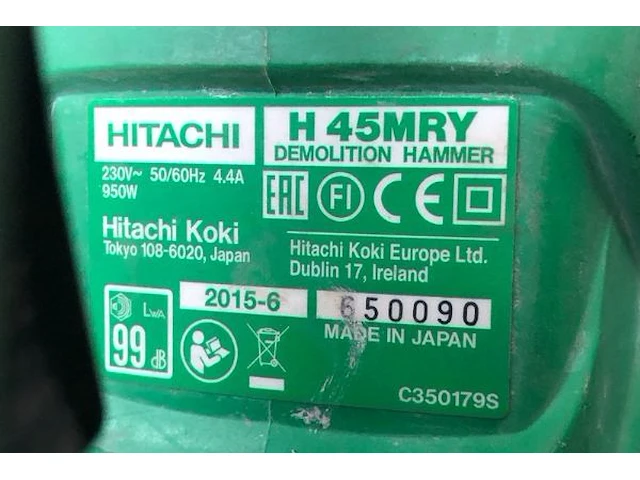 HITACHI
H 45MRY
DEMOLITION HAMMER
230V~ 50/60Hz 4.4A
950W
EAC FI CE
Hitachi Koki
Tokyo 108-6020, Japan
Hitachi Koki Europe Ltd.
Dublin 17, Ireland
2015-6
650090
MADE IN JAPAN
LWA
99 dB
C350179S